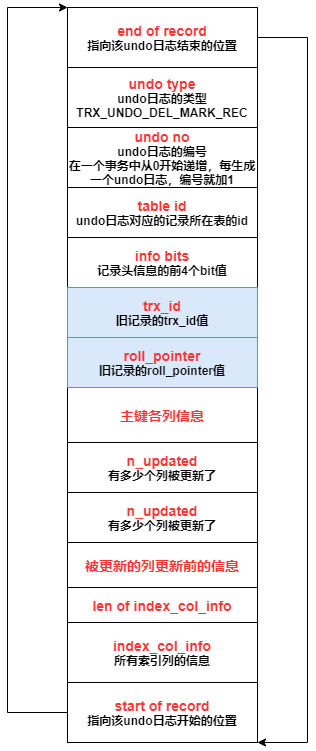 end of record
指向该undo日志结束的位置
undo type
undo日志的类型
TRX_UNDO_DEL_MARK_REC
undo no
undo日志的编号
在一个事务中从0开始递增，每生成
一个undo日志，编号就加1
table id
undo日志对应的记录所在表的id
info bits
记录头信息的前4个bit值
trx_id
旧记录的trx_id值
roll_pointer
旧记录的roll_pointer值
主键各列信息
n_updated
有多少个列被更新了
n_updated
有多少个列被更新了
被更新的列更新前的信息
len of index_col_info
index_col_info
所有索引列的信息
start of record
指向该undo日志开始的位置